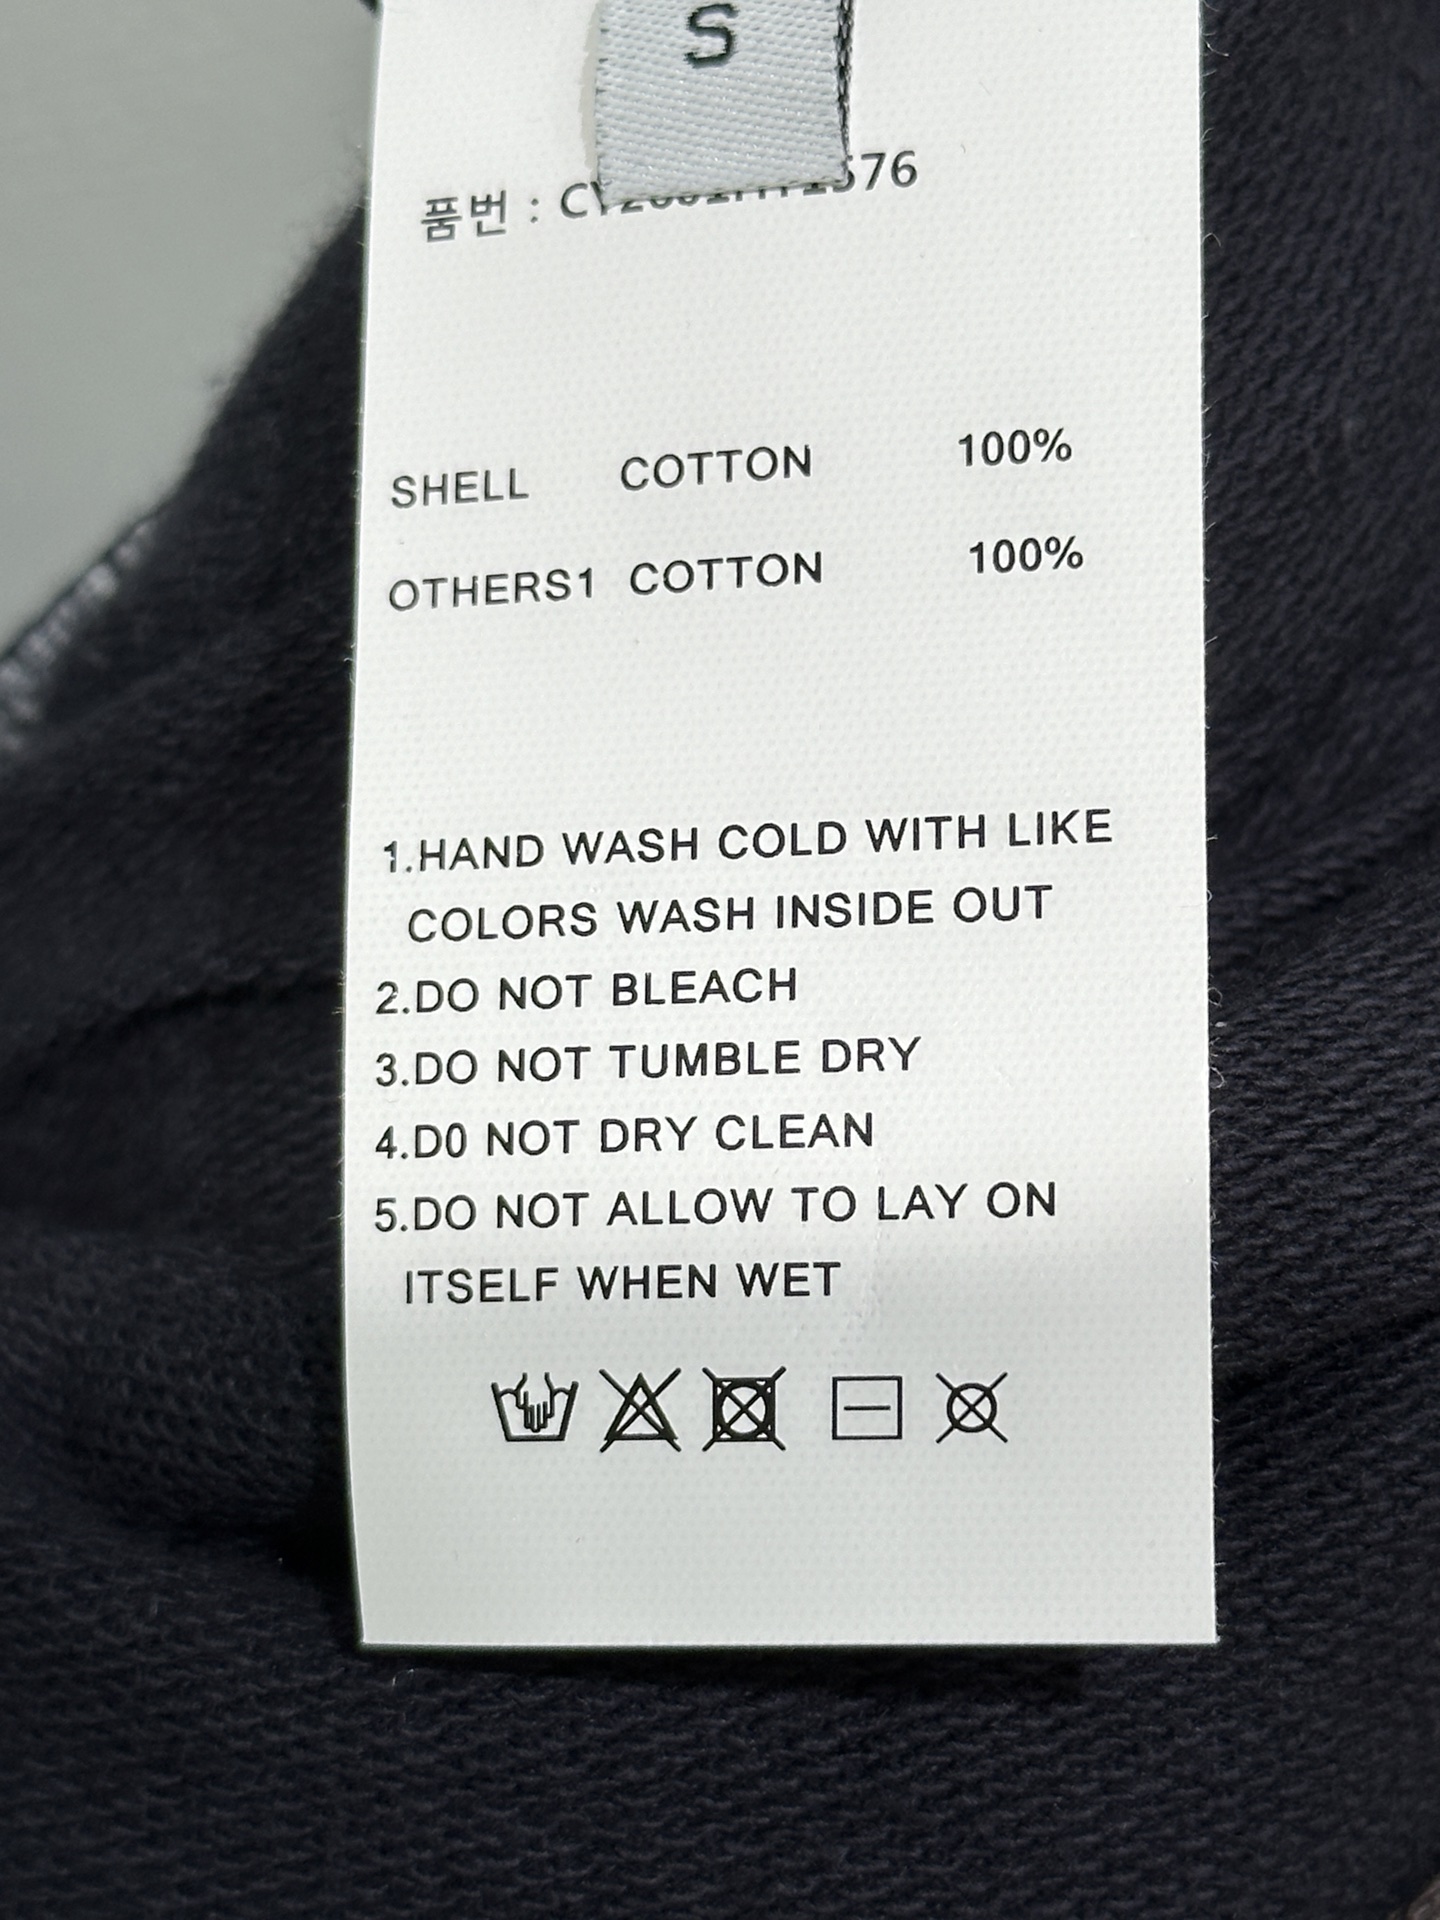 S
품번 :
SHELL COTTON 100%
OTHERS1 COTTON 100%
1.HAND WASH COLD WITH LIKE
COLORS WASH INSIDE OUT
2.DO NOT BLEACH
3.DO NOT TUMBLE DRY
4.D0 NOT DRY CLEAN
5.DO NOT ALLOW TO LAY ON
ITSELF WHEN WET